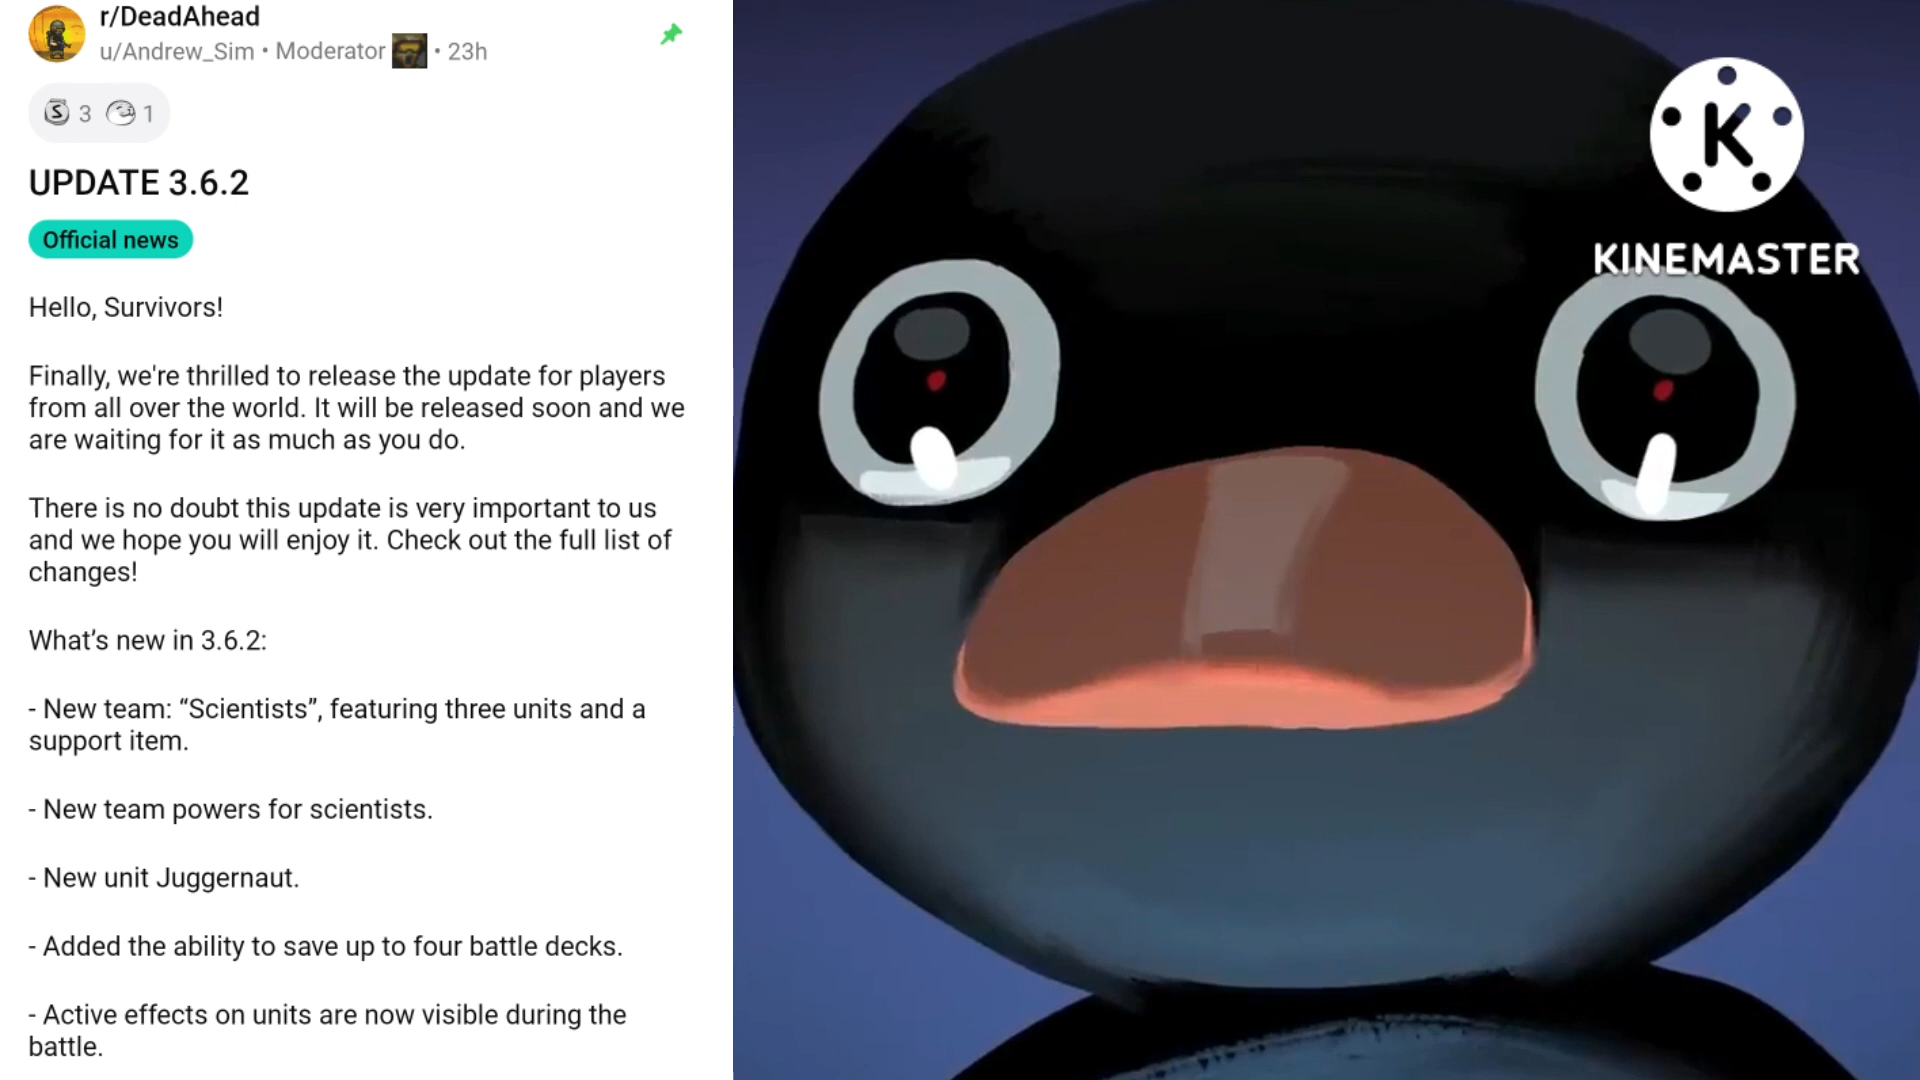 r/DeadAhead
u/Andrew_Sim • Moderator • 23h
S 3 1
UPDATE 3.6.2
Official news
Hello, Survivors!
Finally, we're thrilled to release the update for players
from all over the world. It will be released soon and we
are waiting for it as much as you do.
There is no doubt this update is very important to us
and we hope you will enjoy it. Check out the full list of
changes!
What’s new in 3.6.2:
- New team: “Scientists”, featuring three units and a
support item.
- New team powers for scientists.
- New unit Juggernaut.
- Added the ability to save up to four battle decks.
- Active effects on units are now visible during the
battle.
K
KINEMASTER